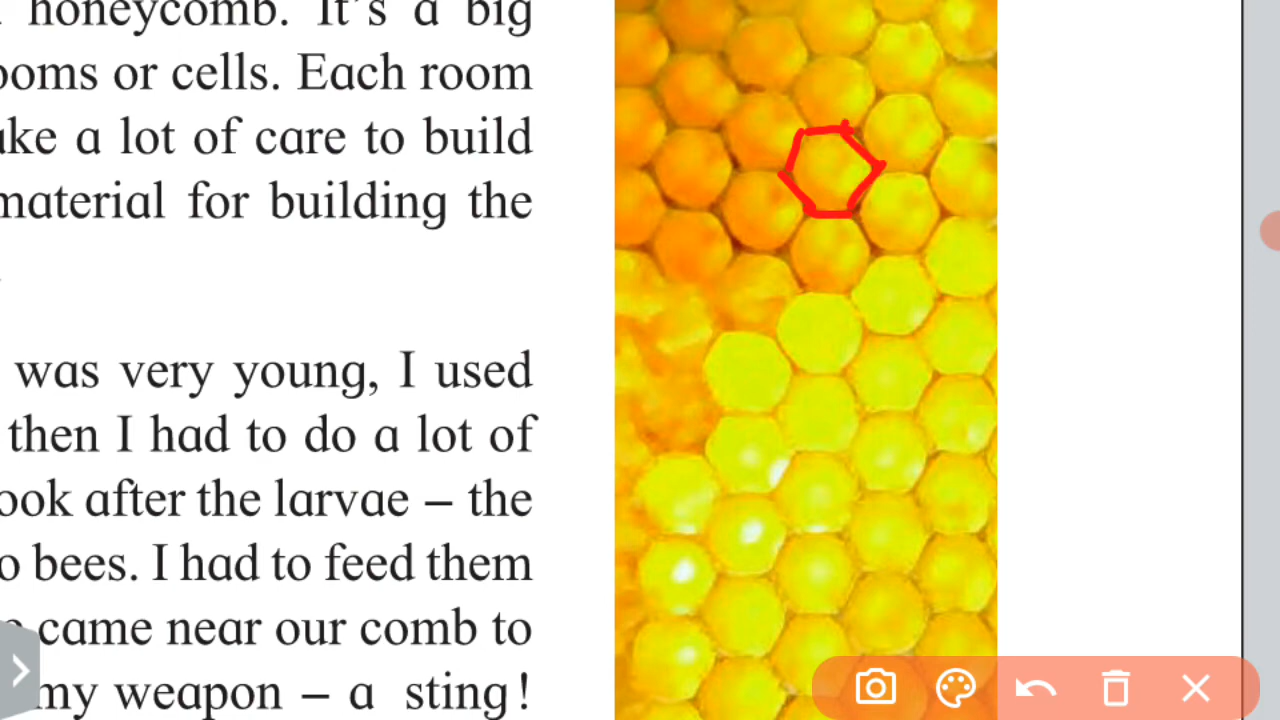 honeycomb. It's a big
ooms or cells. Each room
ake a lot of care to build
material for building the
was very young, I used
then I had to do a lot of
ook after the larvae – the
o bees. I had to feed them
came near our comb to
my weapon – a sting!